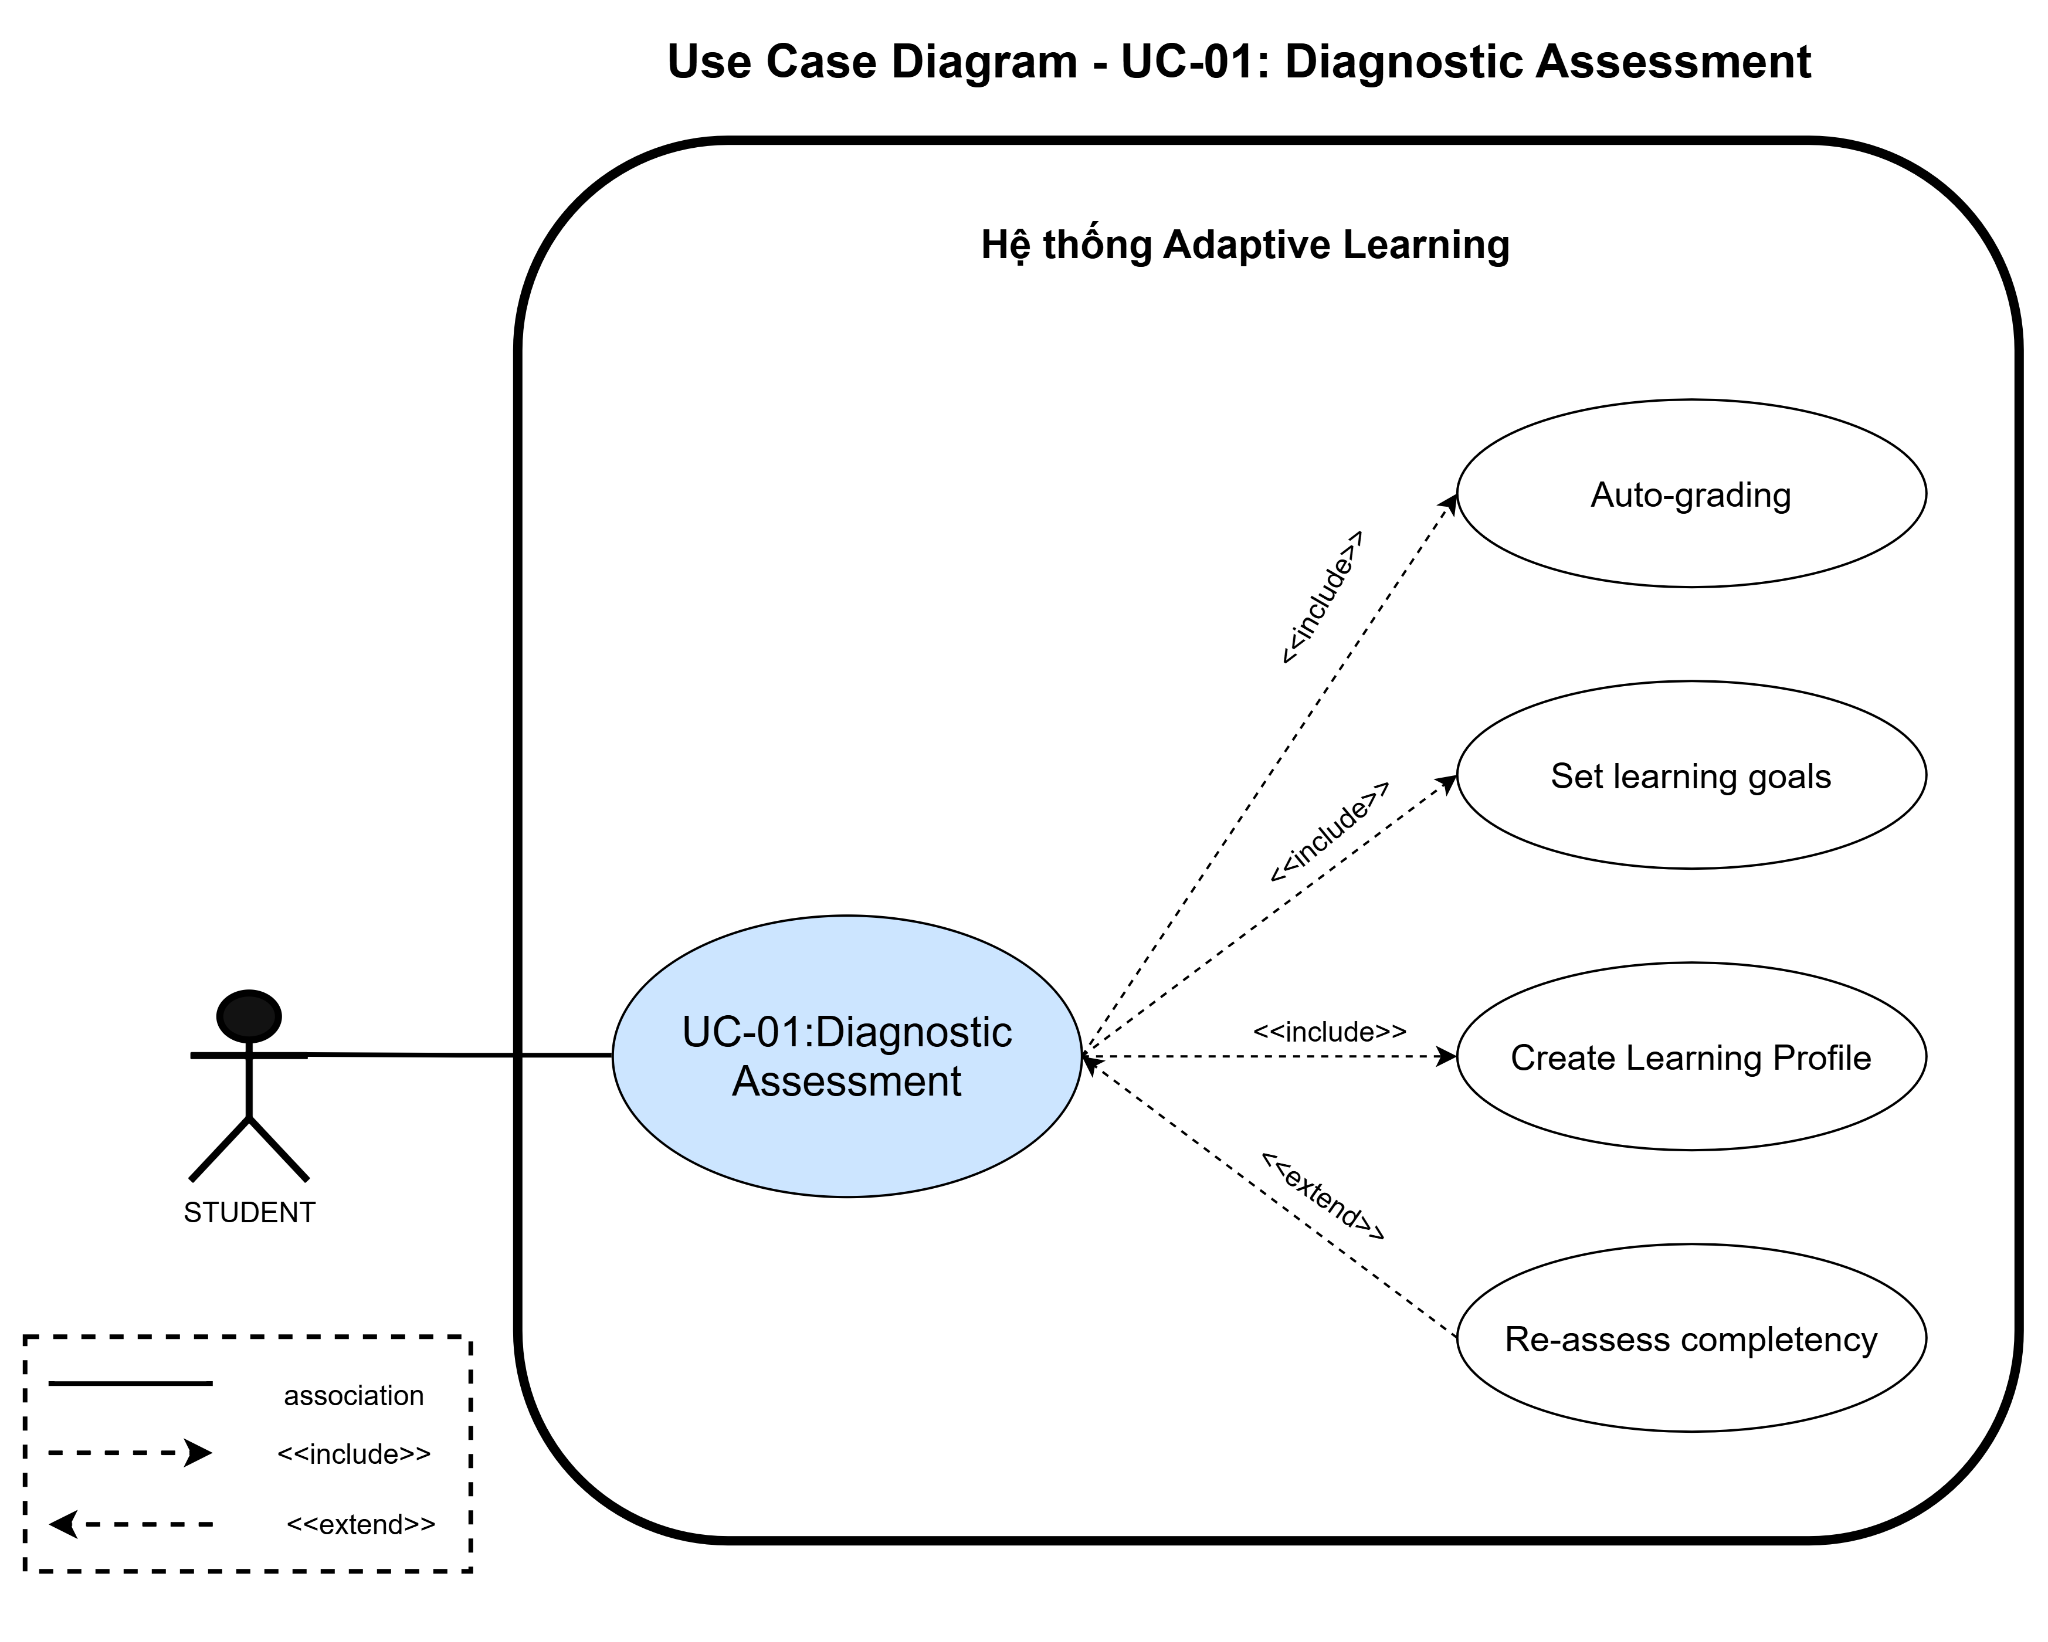 Use Case Diagram - UC-01: Diagnostic Assessment
Hệ thống Adaptive Learning
Auto-grading
<<include>>
Set learning goals
<<include>>
UC-01:Diagnostic
Assessment
<<include>>
Create Learning Profile
<<extend>>
Re-assess completency
STUDENT
association
<<include>>
<<extend>>